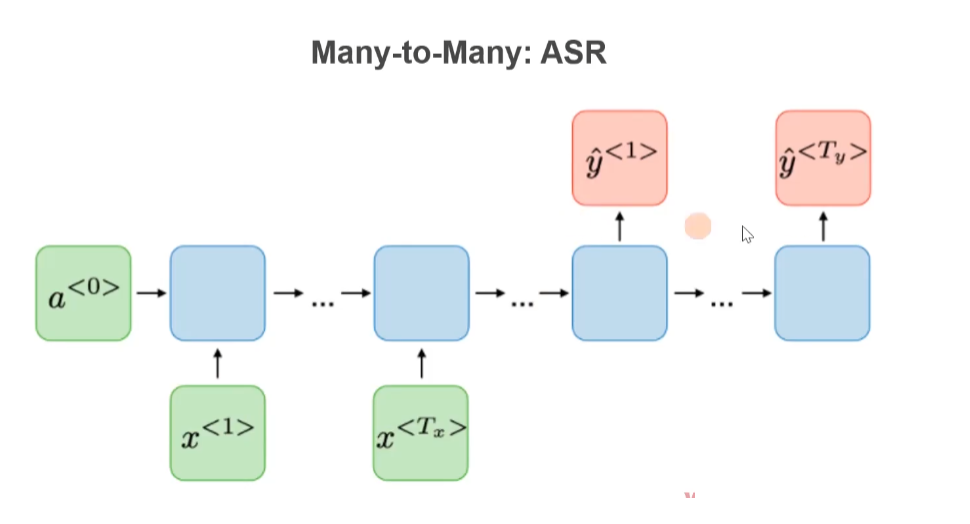 Many-to-Many: ASR
ŷ<1>
ŷ<Ty>
a<0>
...
...
...
x<1>
x<Tx>